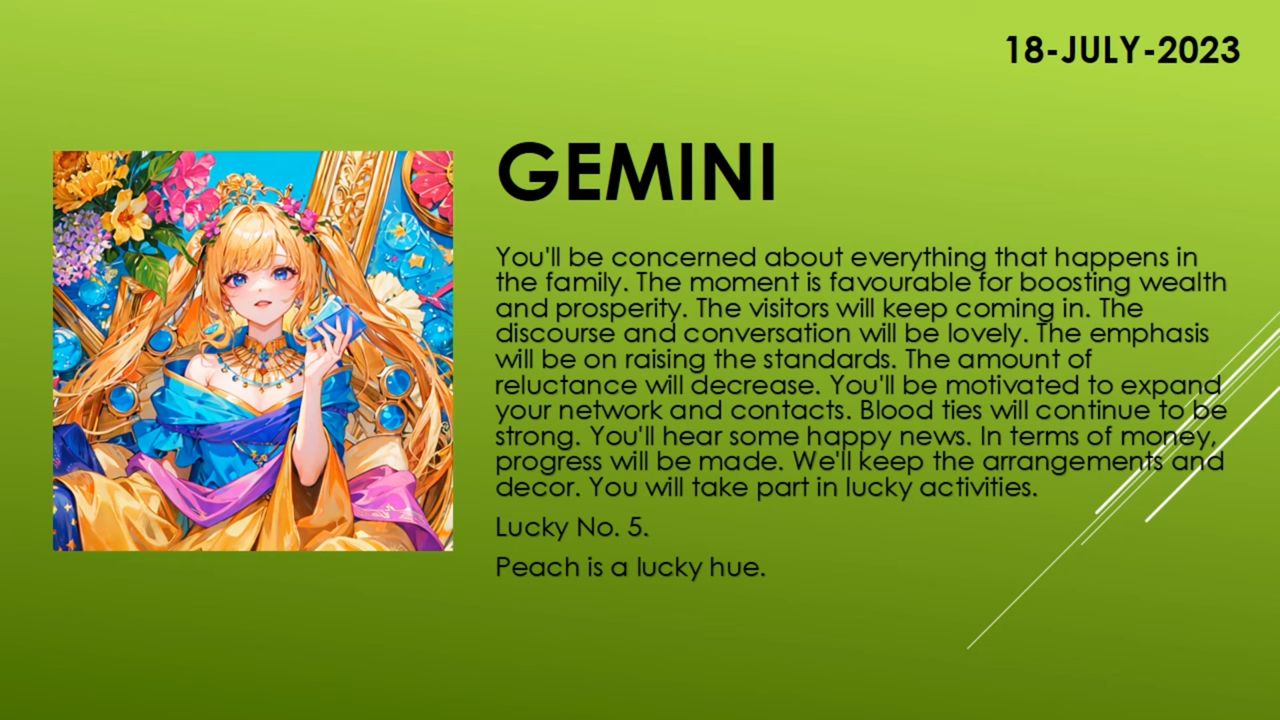 18-JULY-2023
GEMINI
You'll be concerned about everything that happens in
the family. The moment is favourable for boosting wealth
and prosperity. The visitors will keep coming in. The
discourse and conversation will be lovely. The emphasis
will be on raising the standards. The amount of
reluctance will decrease. You'll be motivated to expand
your network and contacts. Blood ties will continue to be
strong. You'll hear some happy news. In terms of money,
progress will be made. We'll keep the arrangements and
decor. You will take part in lucky activities.
Lucky No. 5.
Peach is a lucky hue.